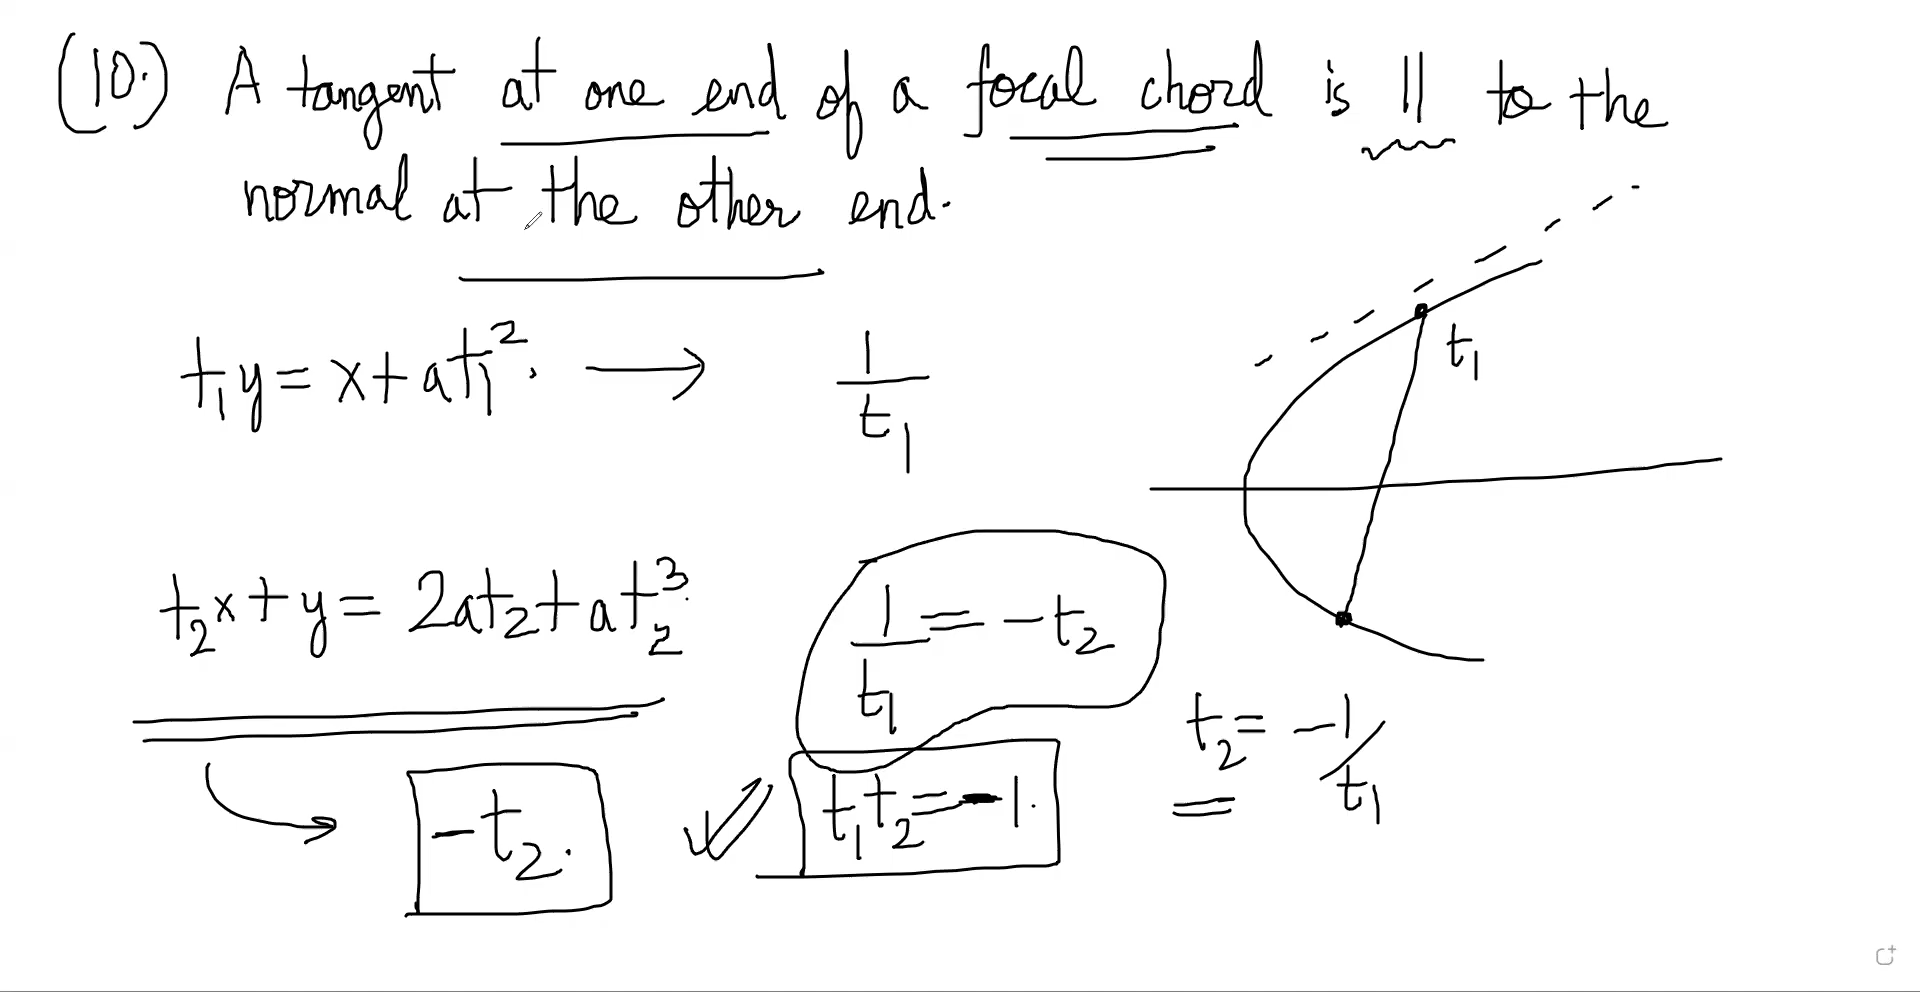 (10.) A tangent at one end of a focal chord is || to the
normal at the other end.
t₁y = x + at₁². → 1/t₁
t₁
t₂x + y = 2at₂ + at₂³.
1/t₁ = -t₂
t₂ = -1/t₁
-t₂.
t₁t₂ = -1.